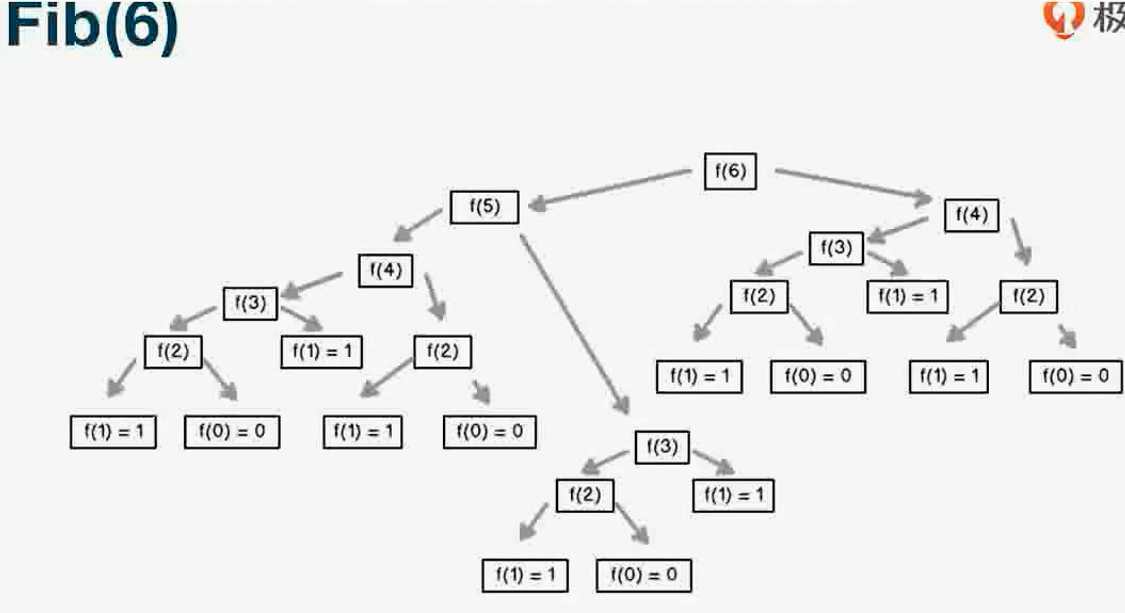 Fib(6)
极
f(6)
f(5)
f(4)
f(4)
f(3)
f(3)
f(2)
f(1) = 1
f(2)
f(2)
f(1) = 1
f(2)
f(1) = 1
f(0) = 0
f(1) = 1
f(0) = 0
f(1) = 1
f(0) = 0
f(1) = 1
f(0) = 0
f(3)
f(2)
f(1) = 1
f(1) = 1
f(0) = 0